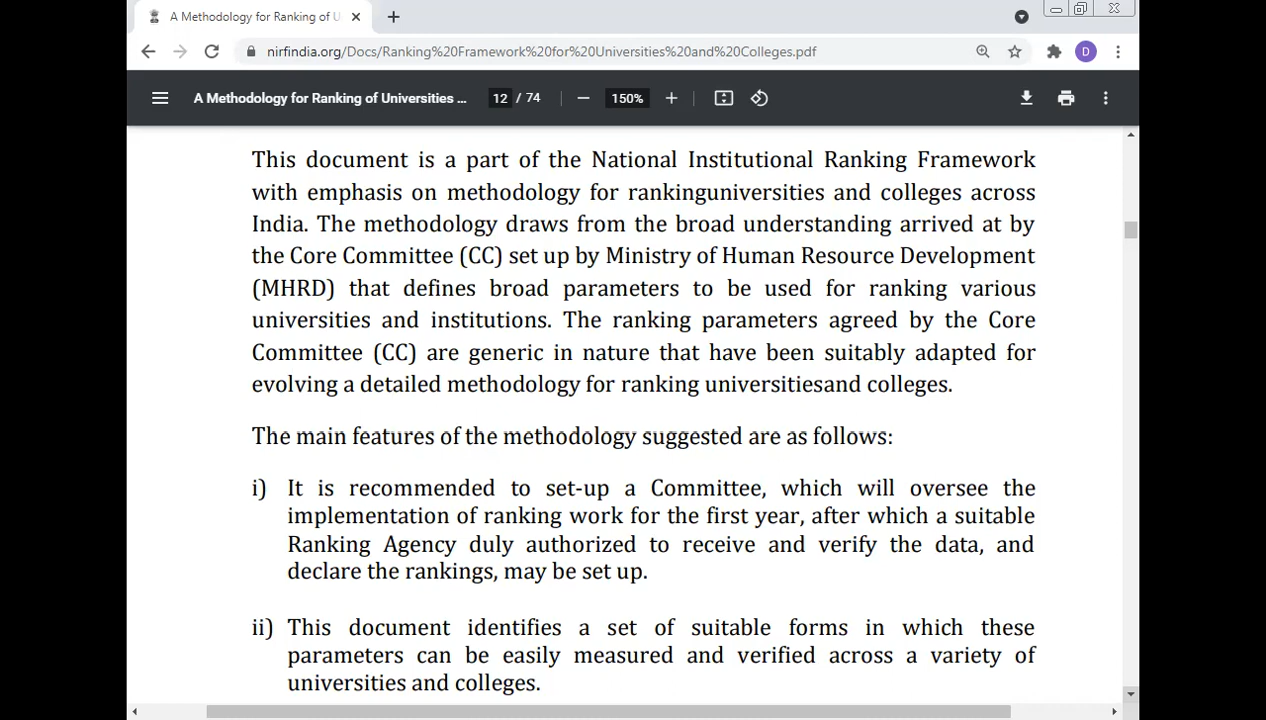 A Methodology for Ranking of U
nirfindia.org/Docs/Ranking%20Framework%20for%20Universities%20and%20Colleges.pdf
D
A Methodology for Ranking of Universities ... 12 / 74 150%
This document is a part of the National Institutional Ranking Framework
with emphasis on methodology for rankinguniversities and colleges across
India. The methodology draws from the broad understanding arrived at by
the Core Committee (CC) set up by Ministry of Human Resource Development
(MHRD) that defines broad parameters to be used for ranking various
universities and institutions. The ranking parameters agreed by the Core
Committee (CC) are generic in nature that have been suitably adapted for
evolving a detailed methodology for ranking universitiesand colleges.
The main features of the methodology suggested are as follows:
i) It is recommended to set-up a Committee, which will oversee the
implementation of ranking work for the first year, after which a suitable
Ranking Agency duly authorized to receive and verify the data, and
declare the rankings, may be set up.
ii) This document identifies a set of suitable forms in which these
parameters can be easily measured and verified across a variety of
universities and colleges.